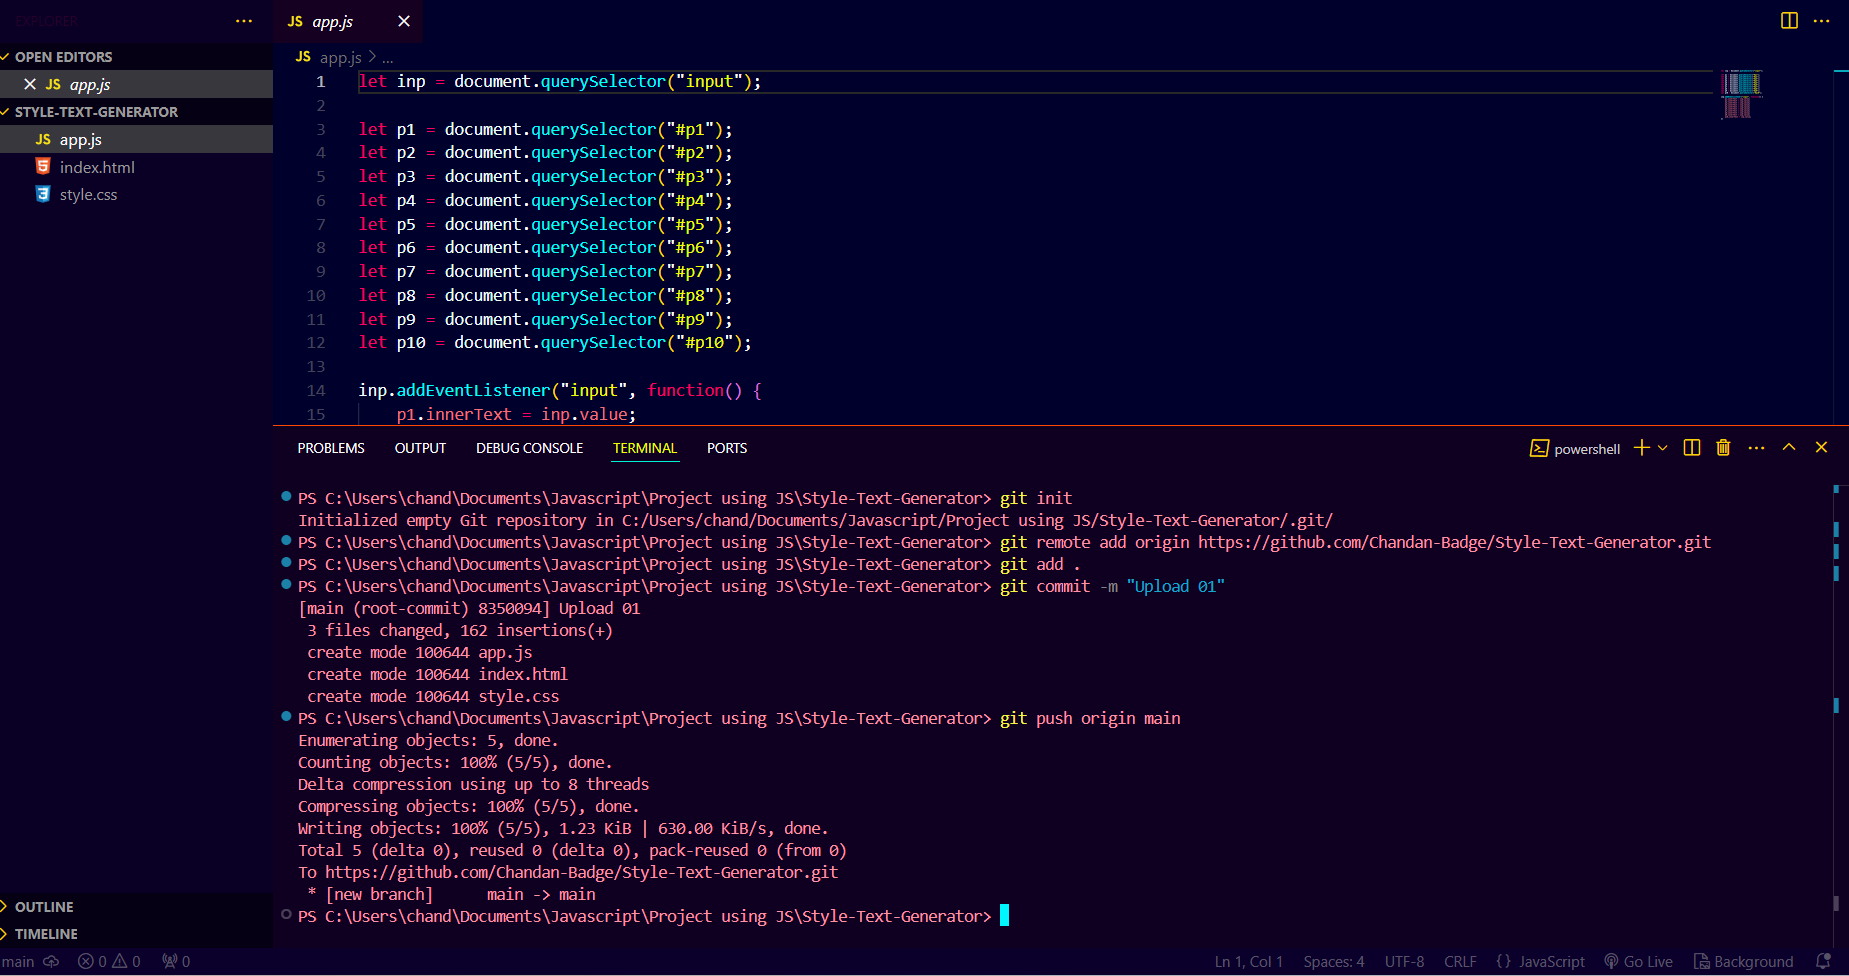 EXPLORER
JS app.js
OPEN EDITORS
JS app.js
STYLE-TEXT-GENERATOR
JS app.js
index.html
style.css
OUTLINE
TIMELINE
JS app.js > ...
1 let inp = document.querySelector("input");
2
3 let p1 = document.querySelector("#p1");
4 let p2 = document.querySelector("#p2");
5 let p3 = document.querySelector("#p3");
6 let p4 = document.querySelector("#p4");
7 let p5 = document.querySelector("#p5");
8 let p6 = document.querySelector("#p6");
9 let p7 = document.querySelector("#p7");
10 let p8 = document.querySelector("#p8");
11 let p9 = document.querySelector("#p9");
12 let p10 = document.querySelector("#p10");
13
14 inp.addEventListener("input", function() {
15 p1.innerText = inp.value;
PROBLEMS OUTPUT DEBUG CONSOLE TERMINAL PORTS powershell
PS C:\Users\chand\Documents\Javascript\Project using JS\Style-Text-Generator> git init
Initialized empty Git repository in C:/Users/chand/Documents/Javascript/Project using JS/Style-Text-Generator/.git/
PS C:\Users\chand\Documents\Javascript\Project using JS\Style-Text-Generator> git remote add origin https://github.com/Chandan-Badge/Style-Text-Generator.git
PS C:\Users\chand\Documents\Javascript\Project using JS\Style-Text-Generator> git add .
PS C:\Users\chand\Documents\Javascript\Project using JS\Style-Text-Generator> git commit -m "Upload 01"
[main (root-commit) 8350094] Upload 01
3 files changed, 162 insertions(+)
create mode 100644 app.js
create mode 100644 index.html
create mode 100644 style.css
PS C:\Users\chand\Documents\Javascript\Project using JS\Style-Text-Generator> git push origin main
Enumerating objects: 5, done.
Counting objects: 100% (5/5), done.
Delta compression using up to 8 threads
Compressing objects: 100% (5/5), done.
Writing objects: 100% (5/5), 1.23 KiB | 630.00 KiB/s, done.
Total 5 (delta 0), reused 0 (delta 0), pack-reused 0 (from 0)
To https://github.com/Chandan-Badge/Style-Text-Generator.git
* [new branch] main -> main
PS C:\Users\chand\Documents\Javascript\Project using JS\Style-Text-Generator>
main 0 0 0 Ln 1, Col 1 Spaces: 4 UTF-8 CRLF {} JavaScript Go Live Background